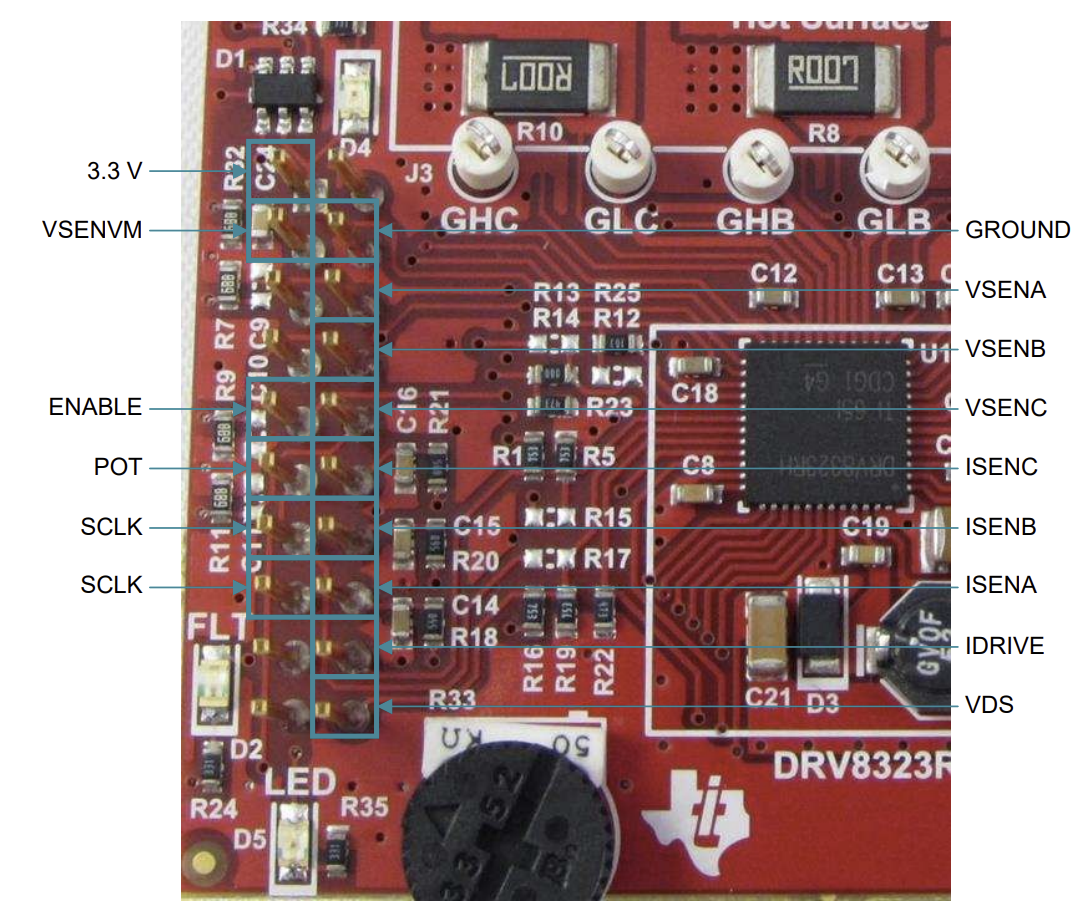 Hot Surface
R34
D1
D4
R007
R10
R008
R8
J3
R32
C24
3.3 V
VSENVM
GHC
GLC
GHB
GLB
GROUND
VSENA
VSENB
VSENC
ISENC
ISENB
ISENA
IDRIVE
VDS
ENABLE
POT
SCLK
SCLK
R7
C9
R9
C10
R11
C16
R21
R13
R25
R14
R12
R23
R1
R5
R15
R17
C15
R20
C14
R18
R16
R19
R22
C12
C13
C18
U1
C8
C19
C21
D3
FLT
D2
R24
LED
D5
R35
R33
50
kΩ
DRV8323R